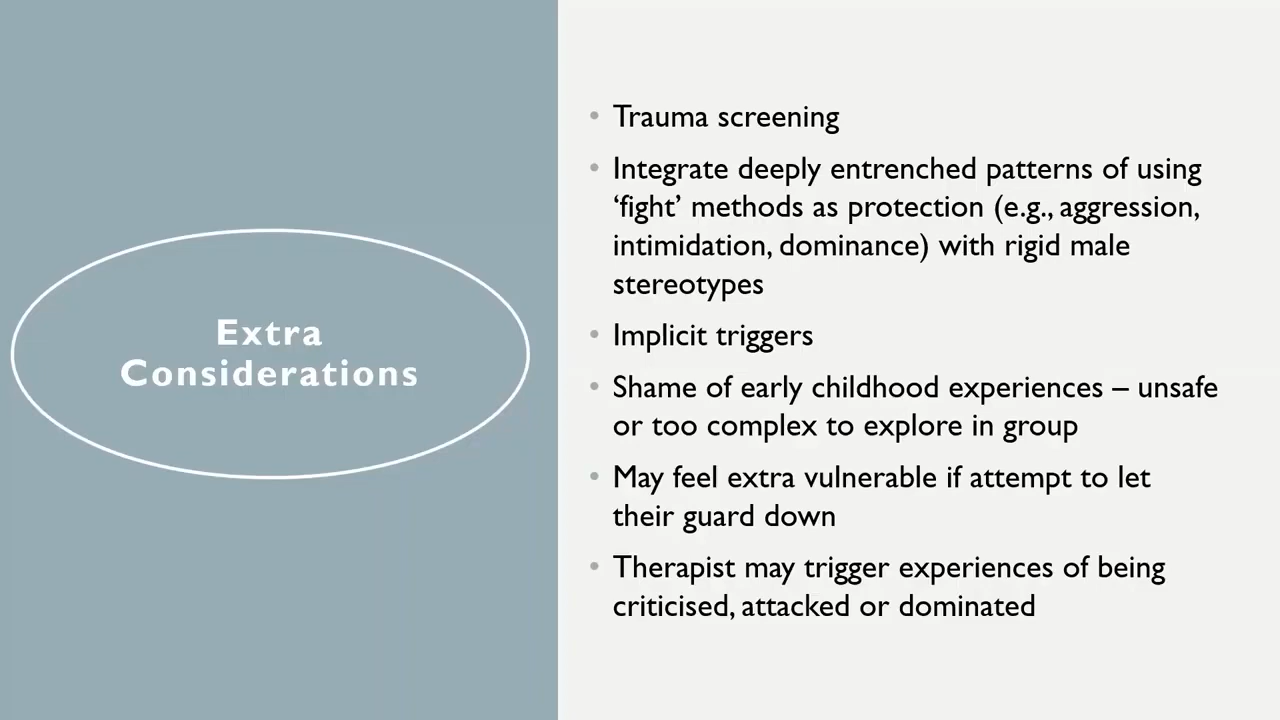 Extra
Considerations
• Trauma screening
• Integrate deeply entrenched patterns of using
‘fight’ methods as protection (e.g., aggression,
intimidation, dominance) with rigid male
stereotypes
• Implicit triggers
• Shame of early childhood experiences – unsafe
or too complex to explore in group
• May feel extra vulnerable if attempt to let
their guard down
• Therapist may trigger experiences of being
criticised, attacked or dominated